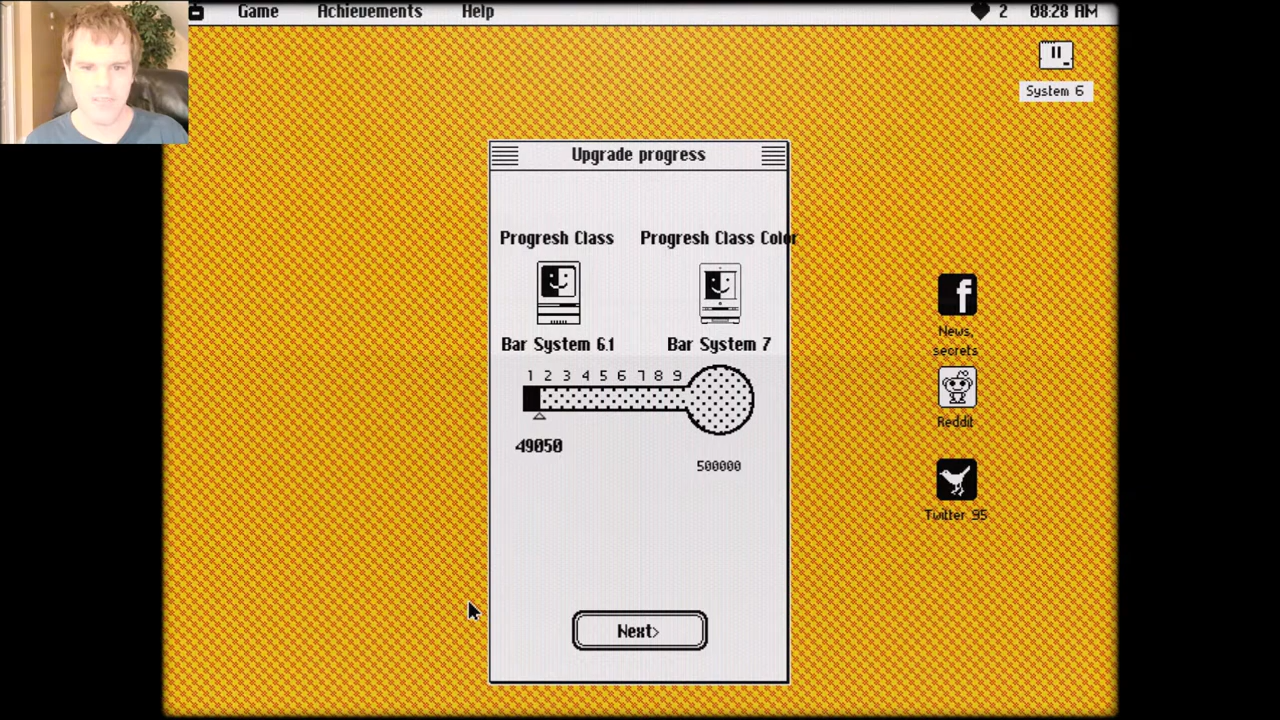 Game Achievements Help 2 08:28 AM
System 6
Upgrade progress
Progresh Class Progresh Class Color
Bar System 6.1 Bar System 7
1 2 3 4 5 6 7 8 9
49050
500000
Next>
News,
secrets
Reddit
Twitter 95